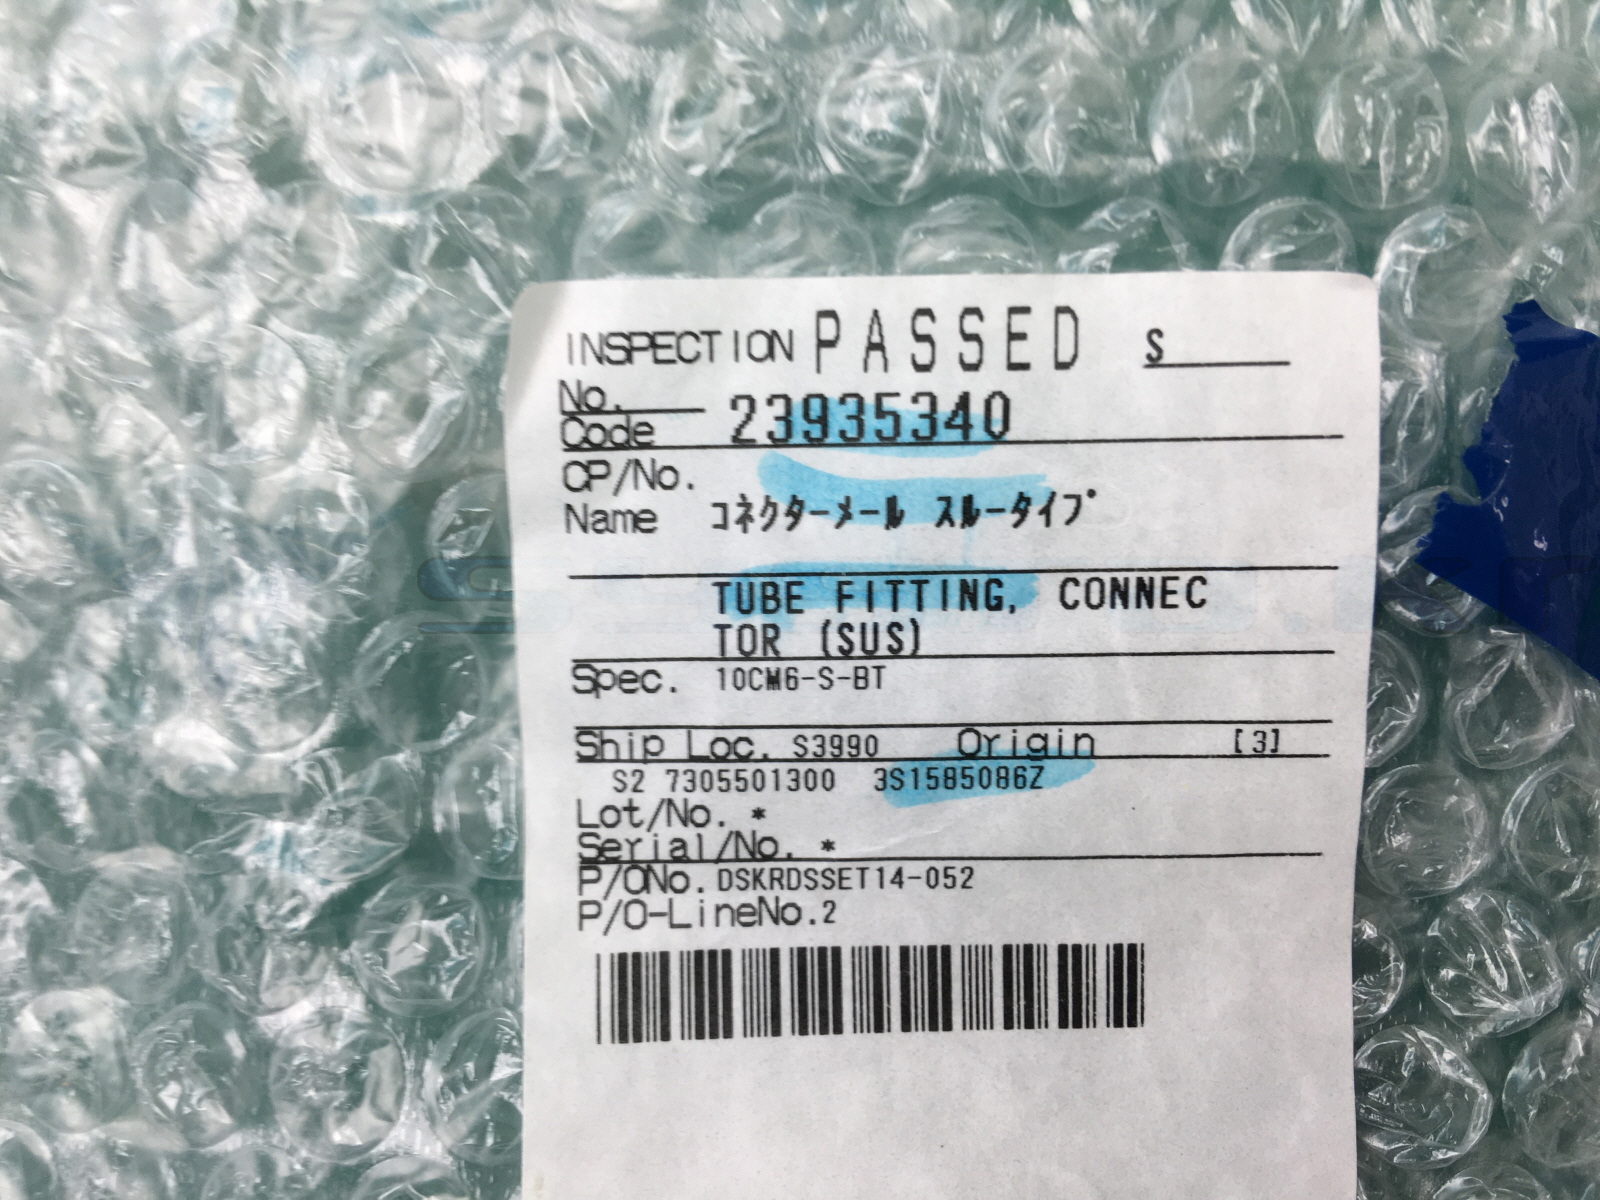 INSPECTION PASSED S
No.
Code 23935340
CP/No.
Name コネクターメール スルータイプ
TUBE FITTING, CONNEC
TOR (SUS)
Spec. 10CM6-S-BT
Ship Loc. S3990 Origin [3]
S2 7305501300 3S1585086Z
Lot/No. *
Serial/No. *
P/ONo. DSKRDSSET14-052
P/O-LineNo.2